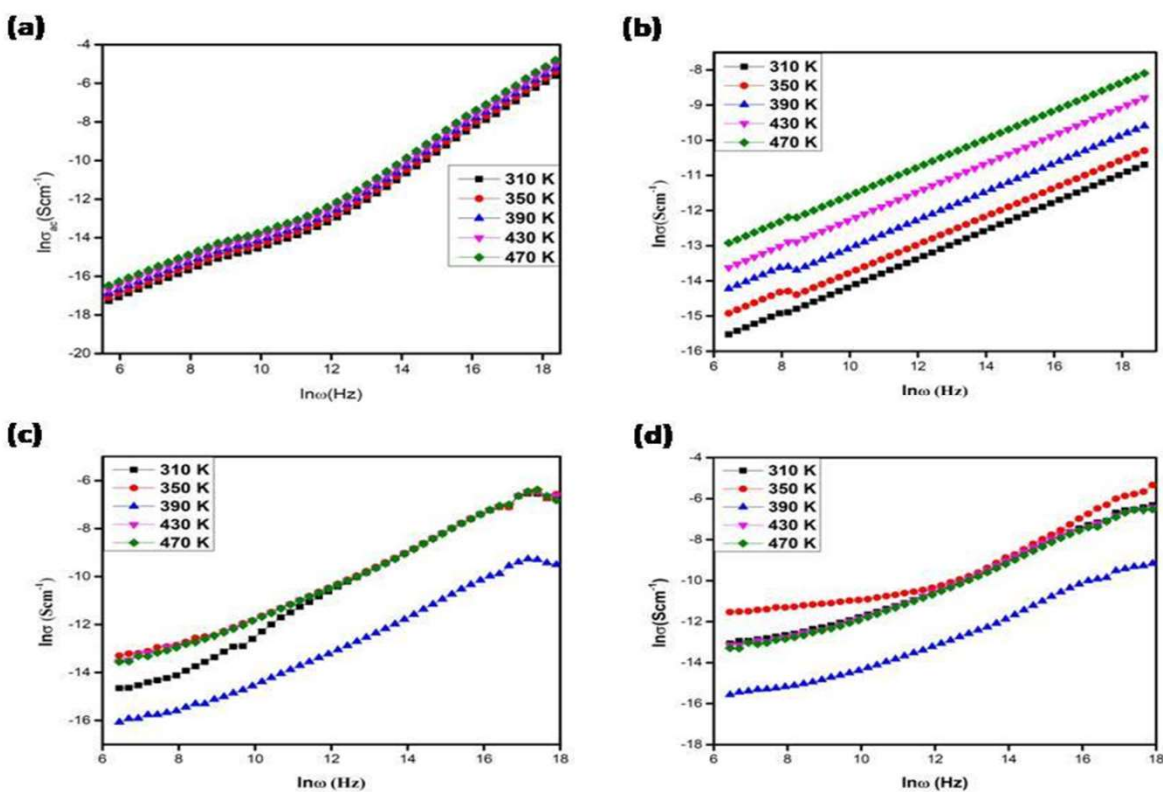 (a)
-4
-6
-8
-10
-12
-14
-16
-18
-20
lnσac(Scm-1)
310 K
350 K
390 K
430 K
470 K
6 8 10 12 14 16 18
lnω(Hz)
(b)
-8
-9
-10
-11
-12
-13
-14
-15
-16
lnσ(Scm-1)
310 K
350 K
390 K
430 K
470 K
6 8 10 12 14 16 18
lnω (Hz)
(c)
-6
-8
-10
-12
-14
-16
lnσ (Scm-1)
310 K
350 K
390 K
430 K
470 K
6 8 10 12 14 16 18
lnω (Hz)
(d)
-4
-6
-8
-10
-12
-14
-16
-18
lnσ(Scm-1)
310 K
350 K
390 K
430 K
470 K
6 8 10 12 14 16 18
lnω (Hz)